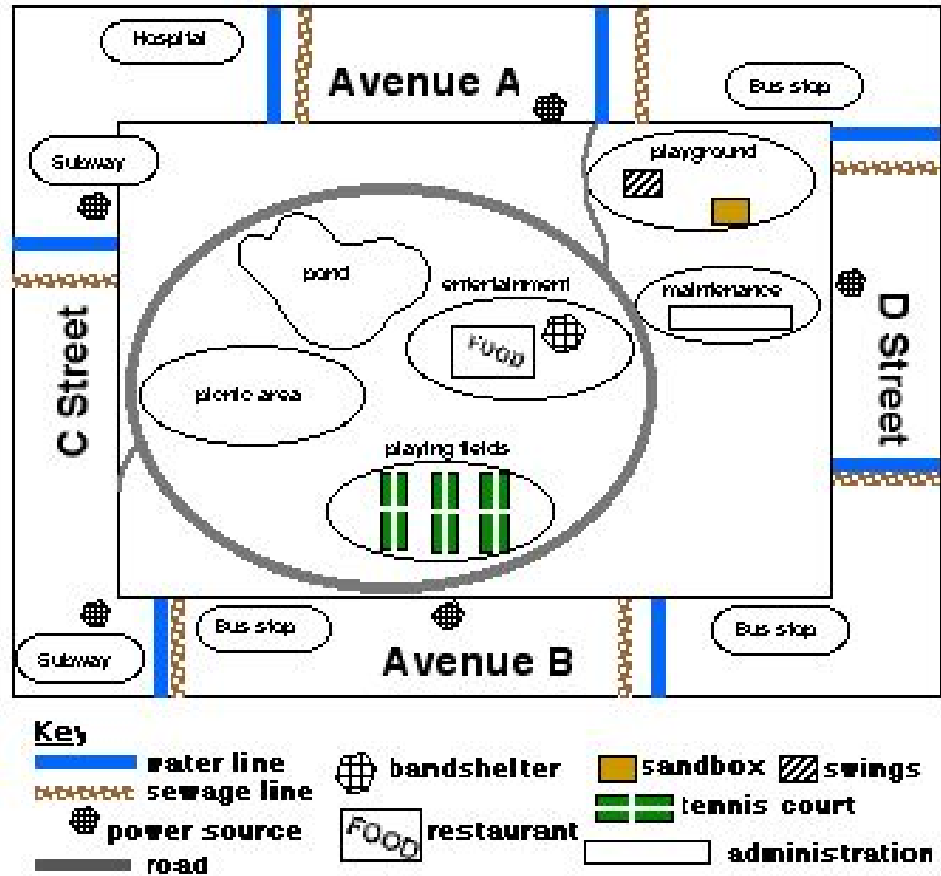 Hospital
Avenue A
Bus stop
Subway
playground
pond
entertainment
maintenance
FOOD
C Street
D Street
picnic area
playing fields
Bus stop
Avenue B
Bus stop
Subway
Key
water line
sewage line
power source
road
bandshelter
FOOD restaurant
sandbox swings
tennis court
administration